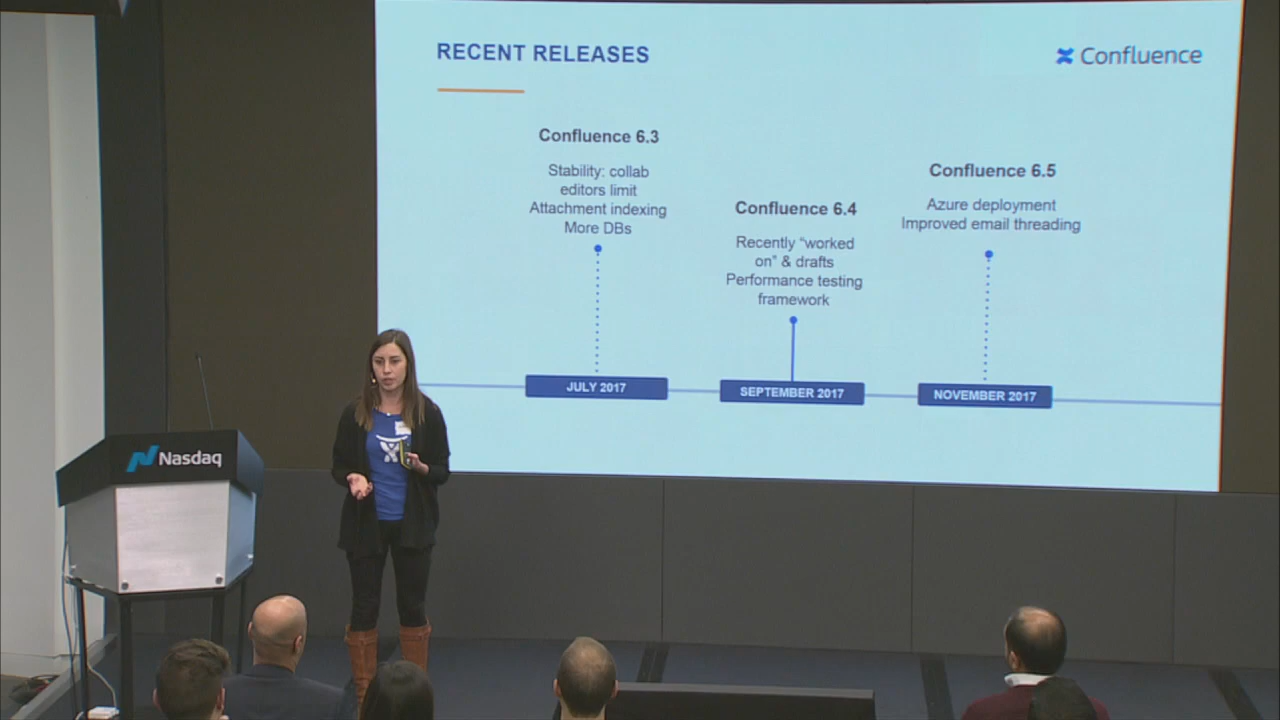 RECENT RELEASES
Confluence
Confluence 6.3
Stability: collab
editors limit
Attachment indexing
More DBs
Confluence 6.4
Recently “worked
on” & drafts
Performance testing
framework
Confluence 6.5
Azure deployment
Improved email threading
JULY 2017
SEPTEMBER 2017
NOVEMBER 2017
Nasdaq